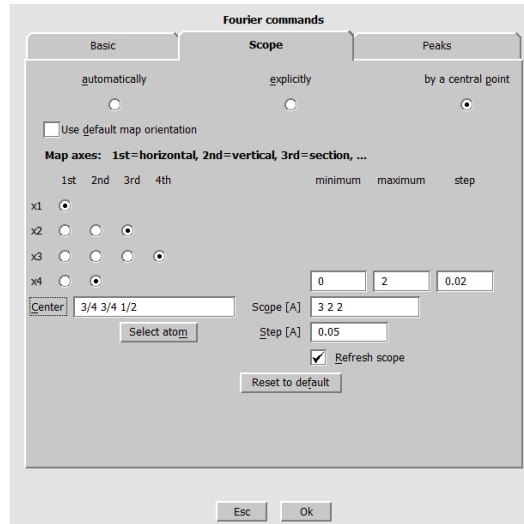 Fourier commands
Basic Scope Peaks
automatically explicitly by a central point
Use default map orientation
Map axes: 1st=horizontal, 2nd=vertical, 3rd=section, ...
1st 2nd 3rd 4th minimum maximum step
x1
x2
x3
x4 0 2 0.02
Center 3/4 3/4 1/2 Scope [A] 3 2 2
Select atom Step [A] 0.05
Refresh scope
Reset to default
Esc Ok